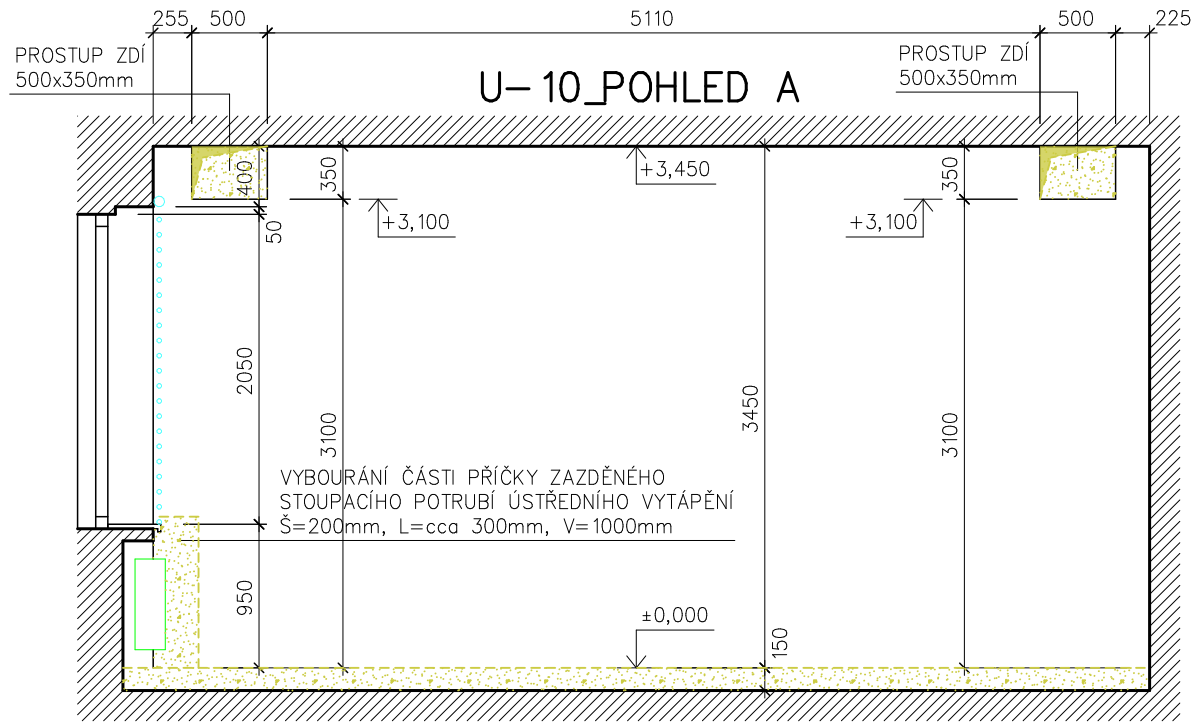 255 500 5110 500 225
PROSTUP ZDÍ
500x350mm
PROSTUP ZDÍ
500x350mm
U-10_POHLED A
400
350
+3,450
350
+3,100
+3,100
50
2050
3100
3450
3100
VYBOURÁNÍ ČÁSTI PŘÍČKY ZAZDĚNÉHO
STOUPACÍHO POTRUBÍ ÚSTŘEDNÍHO VYTÁPĚNÍ
Š=200mm, L=cca 300mm, V=1000mm
950
±0,000
150